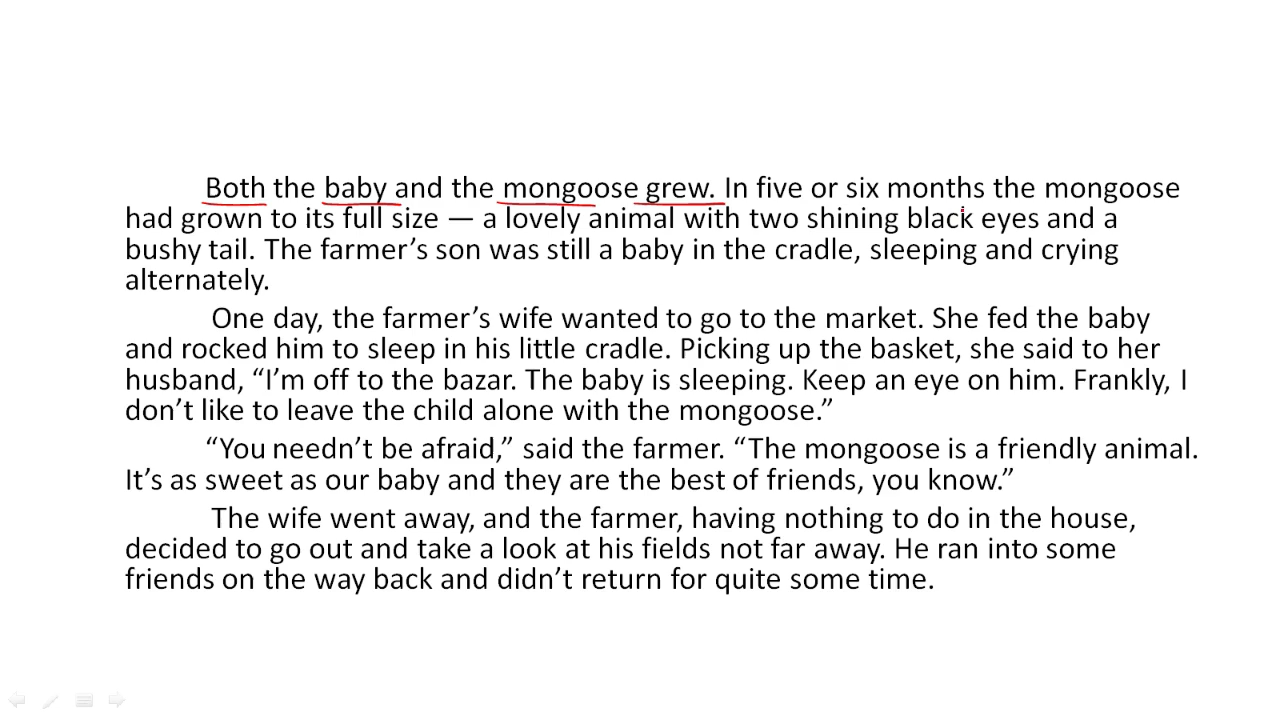 Both the baby and the mongoose grew. In five or six months the mongoose
had grown to its full size — a lovely animal with two shining black eyes and a
bushy tail. The farmer’s son was still a baby in the cradle, sleeping and crying
alternately.
One day, the farmer’s wife wanted to go to the market. She fed the baby
and rocked him to sleep in his little cradle. Picking up the basket, she said to her
husband, “I’m off to the bazar. The baby is sleeping. Keep an eye on him. Frankly, I
don’t like to leave the child alone with the mongoose.”
“You needn’t be afraid,” said the farmer. “The mongoose is a friendly animal.
It’s as sweet as our baby and they are the best of friends, you know.”
The wife went away, and the farmer, having nothing to do in the house,
decided to go out and take a look at his fields not far away. He ran into some
friends on the way back and didn’t return for quite some time.